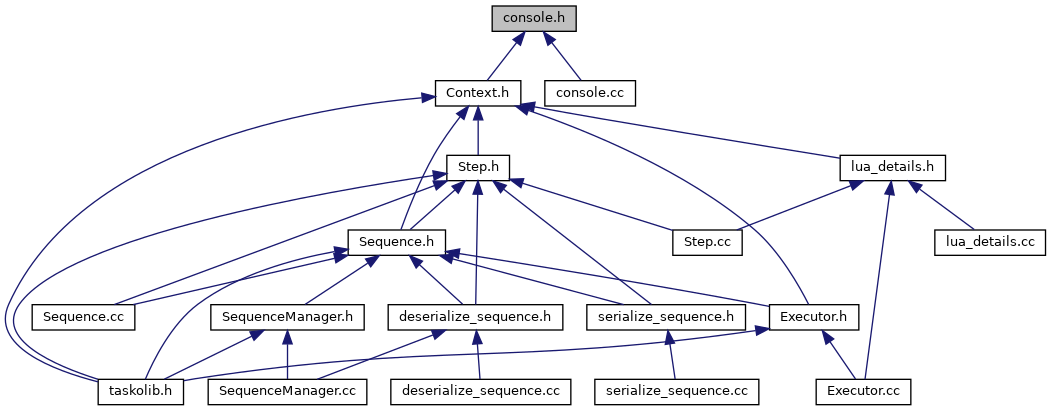 console.h
Context.h
console.cc
Step.h
lua_details.h
Sequence.h
Step.cc
lua_details.cc
Sequence.cc
SequenceManager.h
deserialize_sequence.h
serialize_sequence.h
Executor.h
taskolib.h
SequenceManager.cc
deserialize_sequence.cc
serialize_sequence.cc
Executor.cc